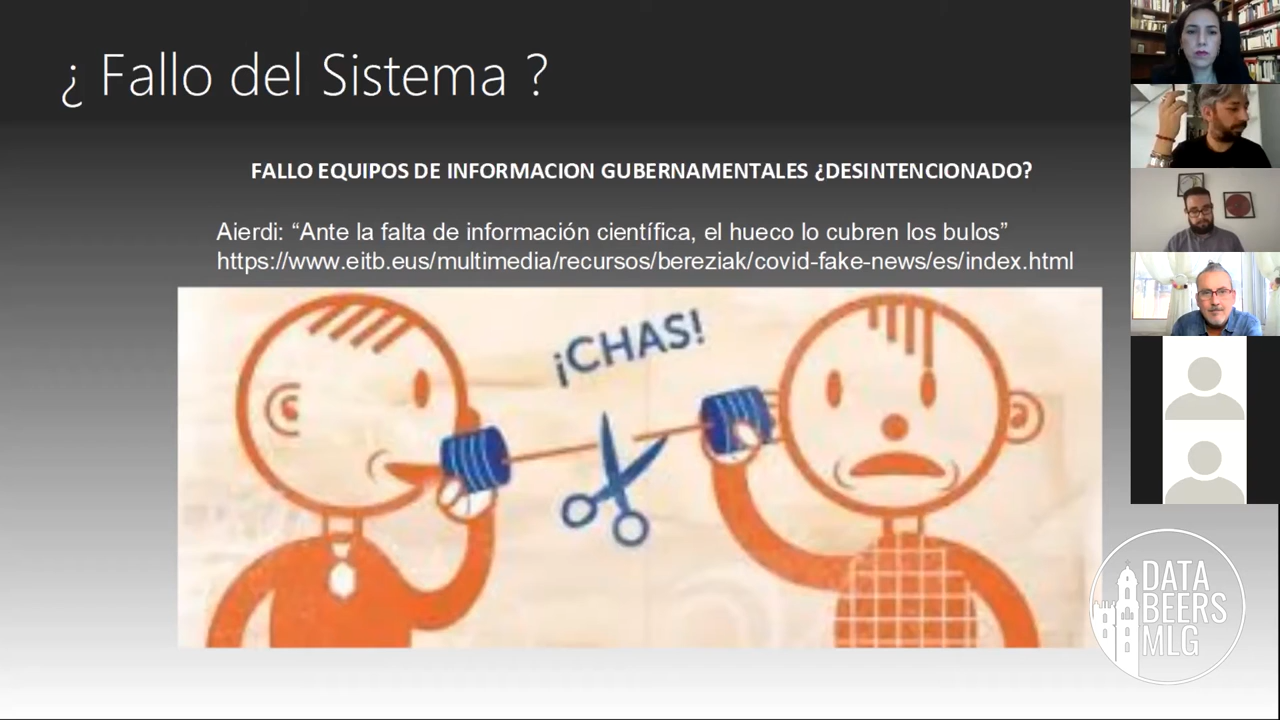 ¿ Fallo del Sistema ?
FALLO EQUIPOS DE INFORMACION GUBERNAMENTALES ¿DESINTENCIONADO?
Aierdi: “Ante la falta de información científica, el hueco lo cubren los bulos”
https://www.eitb.eus/multimedia/recursos/bereziak/covid-fake-news/es/index.html
¡CHAS!
DATA
BEERS
MLG